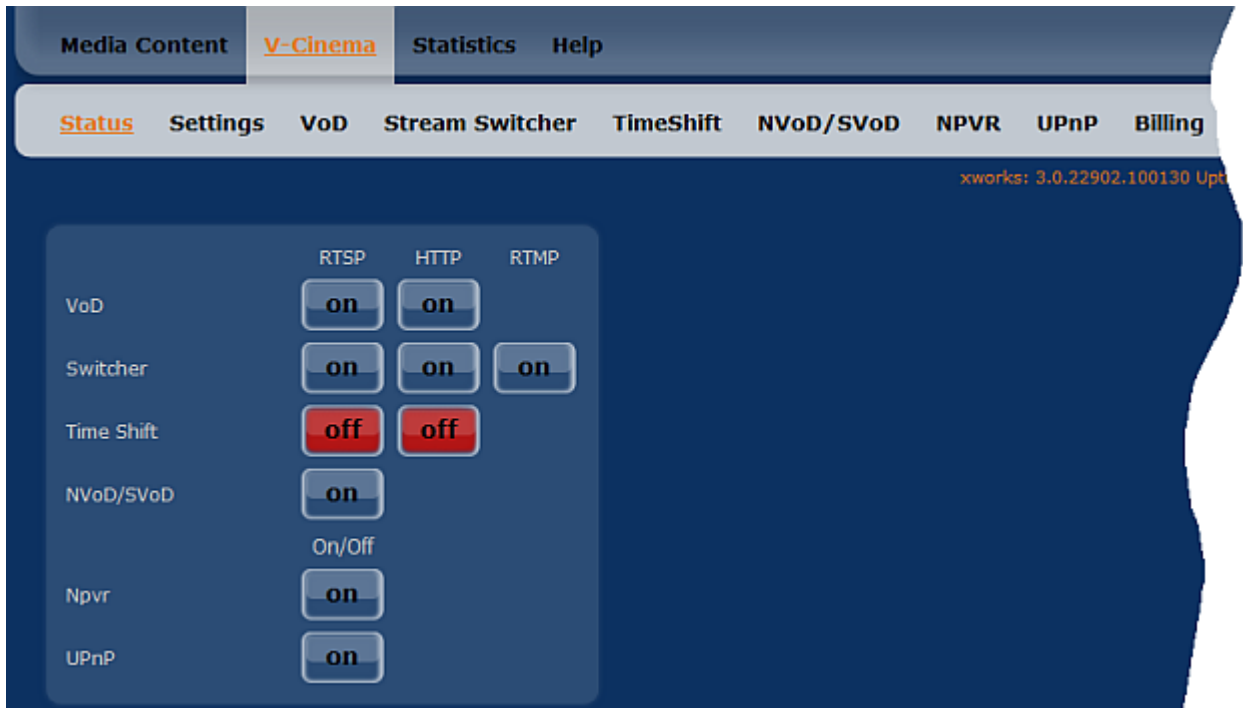 Media Content V-Cinema Statistics Help
Status Settings VoD Stream Switcher TimeShift NVoD/SVoD NPVR UPnP Billing
xworks: 3.0.22902.100130
RTSP HTTP RTMP
VoD on on
Switcher on on on
Time Shift off off
NVoD/SVoD on
On/Off
Npvr on
UPnP on